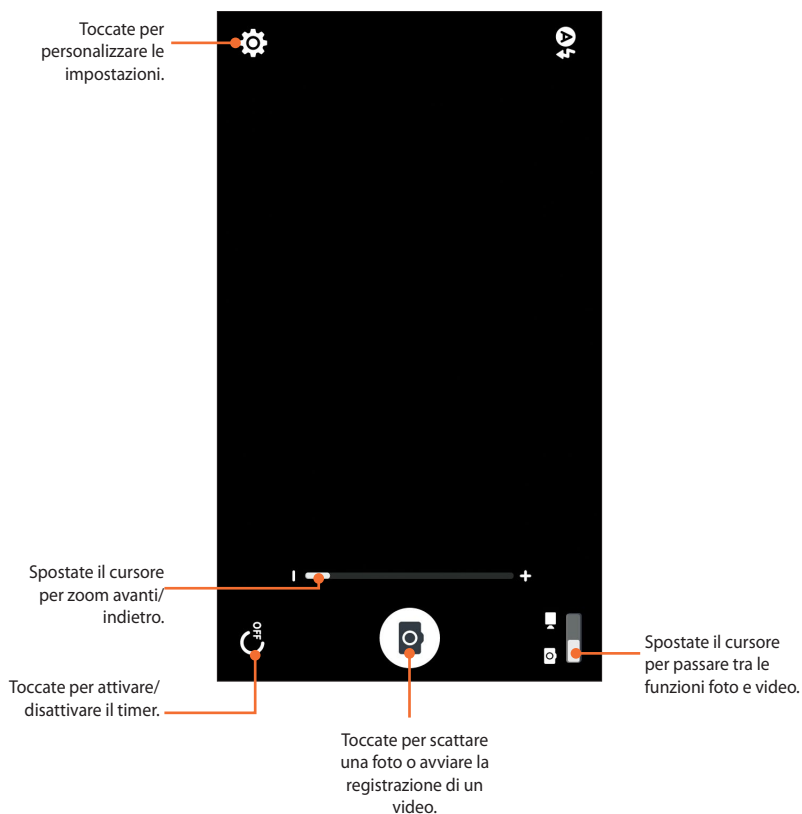 Toccate per
personalizzare le
impostazioni.
A
Spostate il cursore
per zoom avanti/
indietro.
OFF
Spostate il cursore
per passare tra le
funzioni foto e video.
Toccate per attivare/
disattivare il timer.
Toccate per scattare
una foto o avviare la
registrazione di un
video.